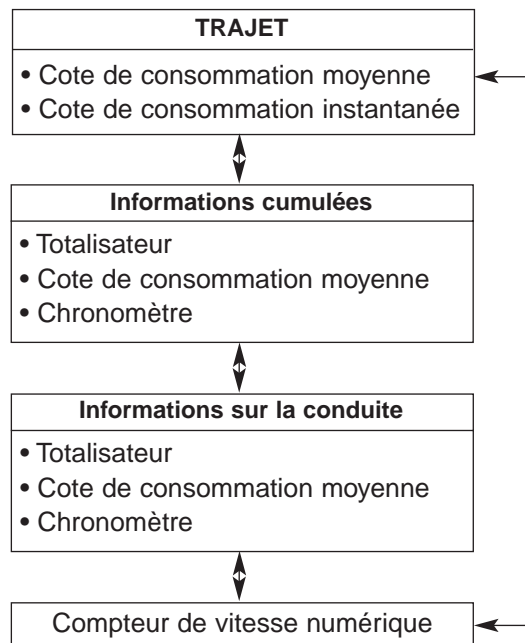 TRAJET
• Cote de consommation moyenne
• Cote de consommation instantanée
Informations cumulées
• Totalisateur
• Cote de consommation moyenne
• Chronomètre
Informations sur la conduite
• Totalisateur
• Cote de consommation moyenne
• Chronomètre
Compteur de vitesse numérique